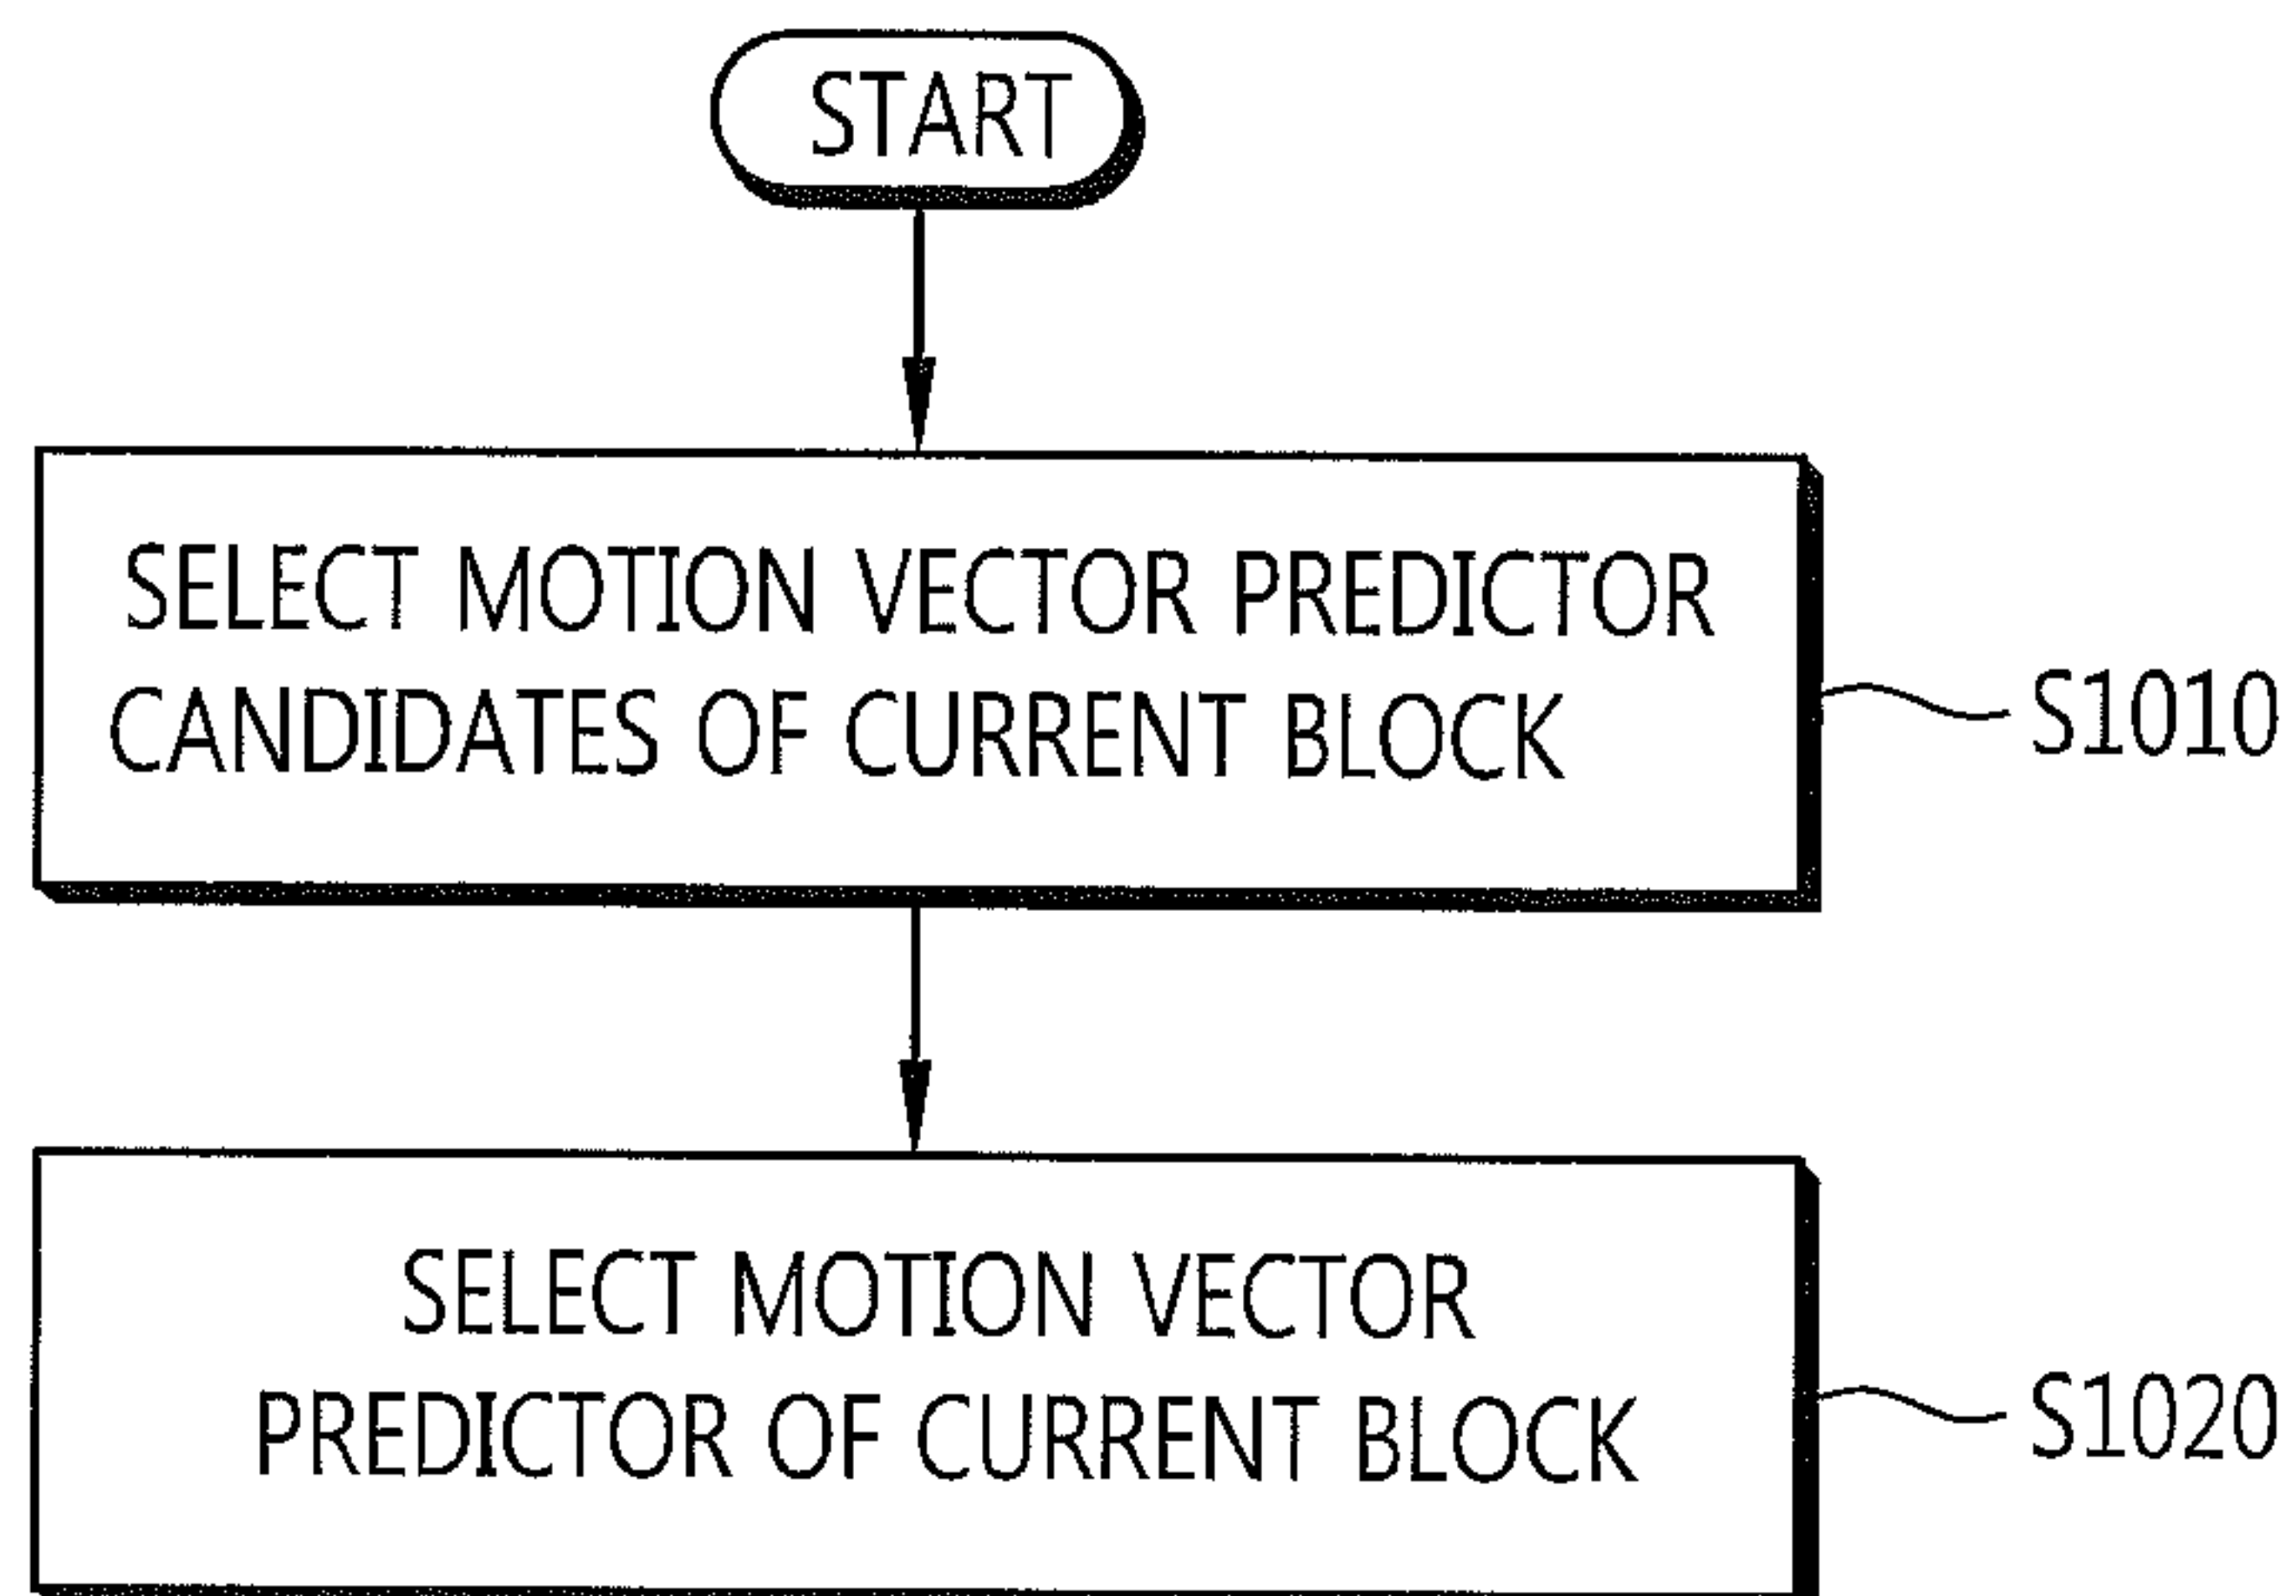 START
SELECT MOTION VECTOR PREDICTOR
CANDIDATES OF CURRENT BLOCK
S1010
SELECT MOTION VECTOR
PREDICTOR OF CURRENT BLOCK
S1020